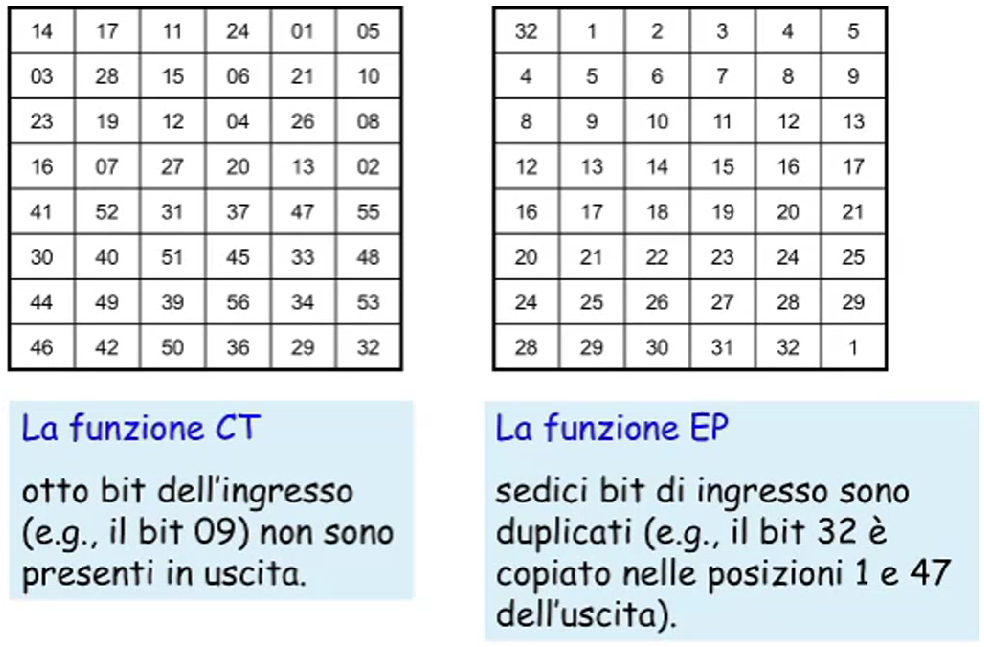 14 17 11 24 01 05
03 28 15 06 21 10
23 19 12 04 26 08
16 07 27 20 13 02
41 52 31 37 47 55
30 40 51 45 33 48
44 49 39 56 34 53
46 42 50 36 29 32
La funzione CT
otto bit dell'ingresso
(e.g., il bit 09) non sono
presenti in uscita.
32 1 2 3 4 5
4 5 6 7 8 9
8 9 10 11 12 13
12 13 14 15 16 17
16 17 18 19 20 21
20 21 22 23 24 25
24 25 26 27 28 29
28 29 30 31 32 1
La funzione EP
sedici bit di ingresso sono
duplicati (e.g., il bit 32 è
copiato nelle posizioni 1 e 47
dell'uscita).